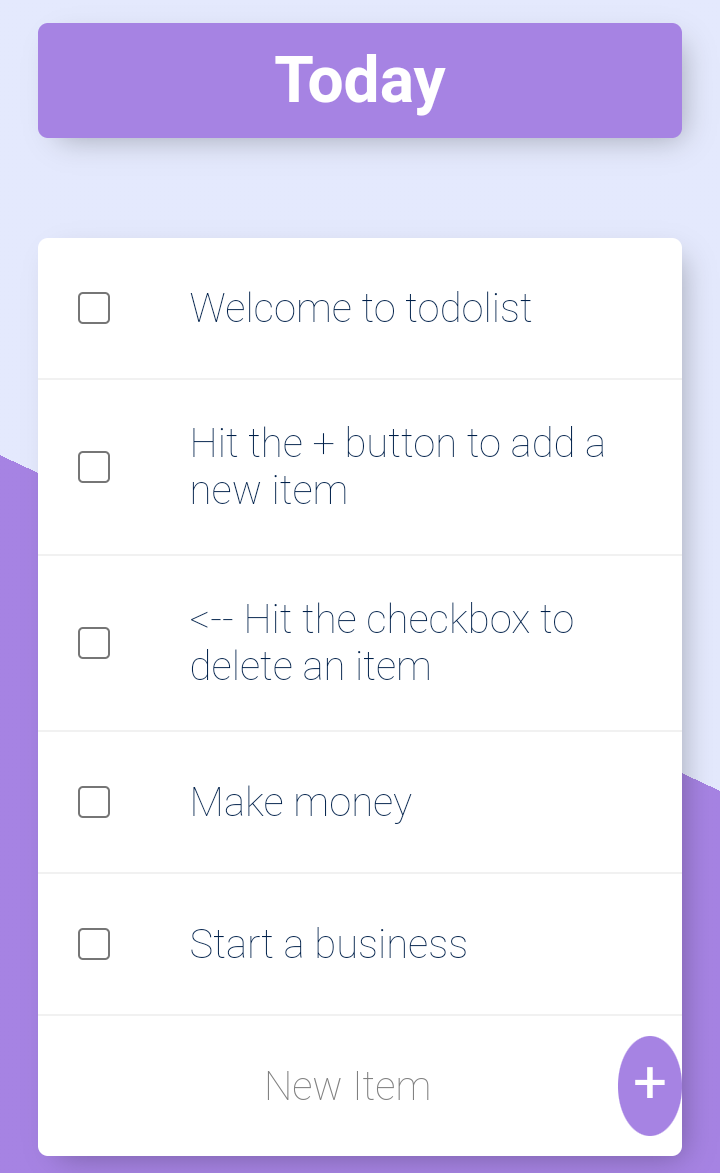 Today
Welcome to todolist
Hit the + button to add a
new item
<-- Hit the checkbox to
delete an item
Make money
Start a business
New Item
+